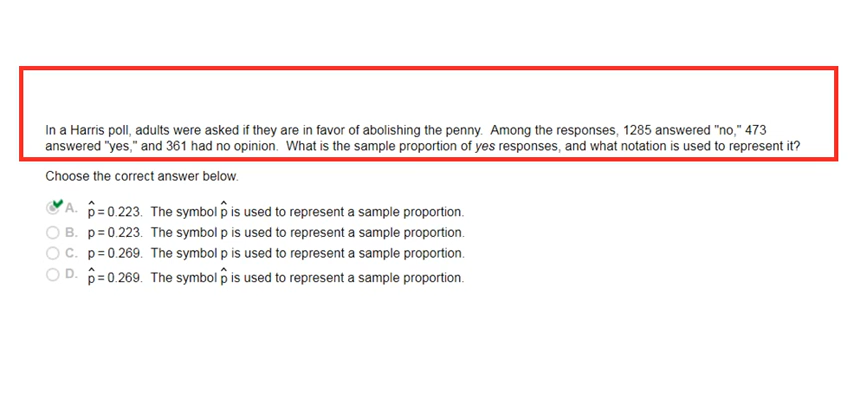 In a Harris poll, adults were asked if they are in favor of abolishing the penny. Among the responses, 1285 answered "no," 473
answered "yes," and 361 had no opinion. What is the sample proportion of yes responses, and what notation is used to represent it?
Choose the correct answer below.
A. p̂ = 0.223. The symbol p̂ is used to represent a sample proportion.
B. p = 0.223. The symbol p is used to represent a sample proportion.
C. p = 0.269. The symbol p is used to represent a sample proportion.
D. p̂ = 0.269. The symbol p̂ is used to represent a sample proportion.